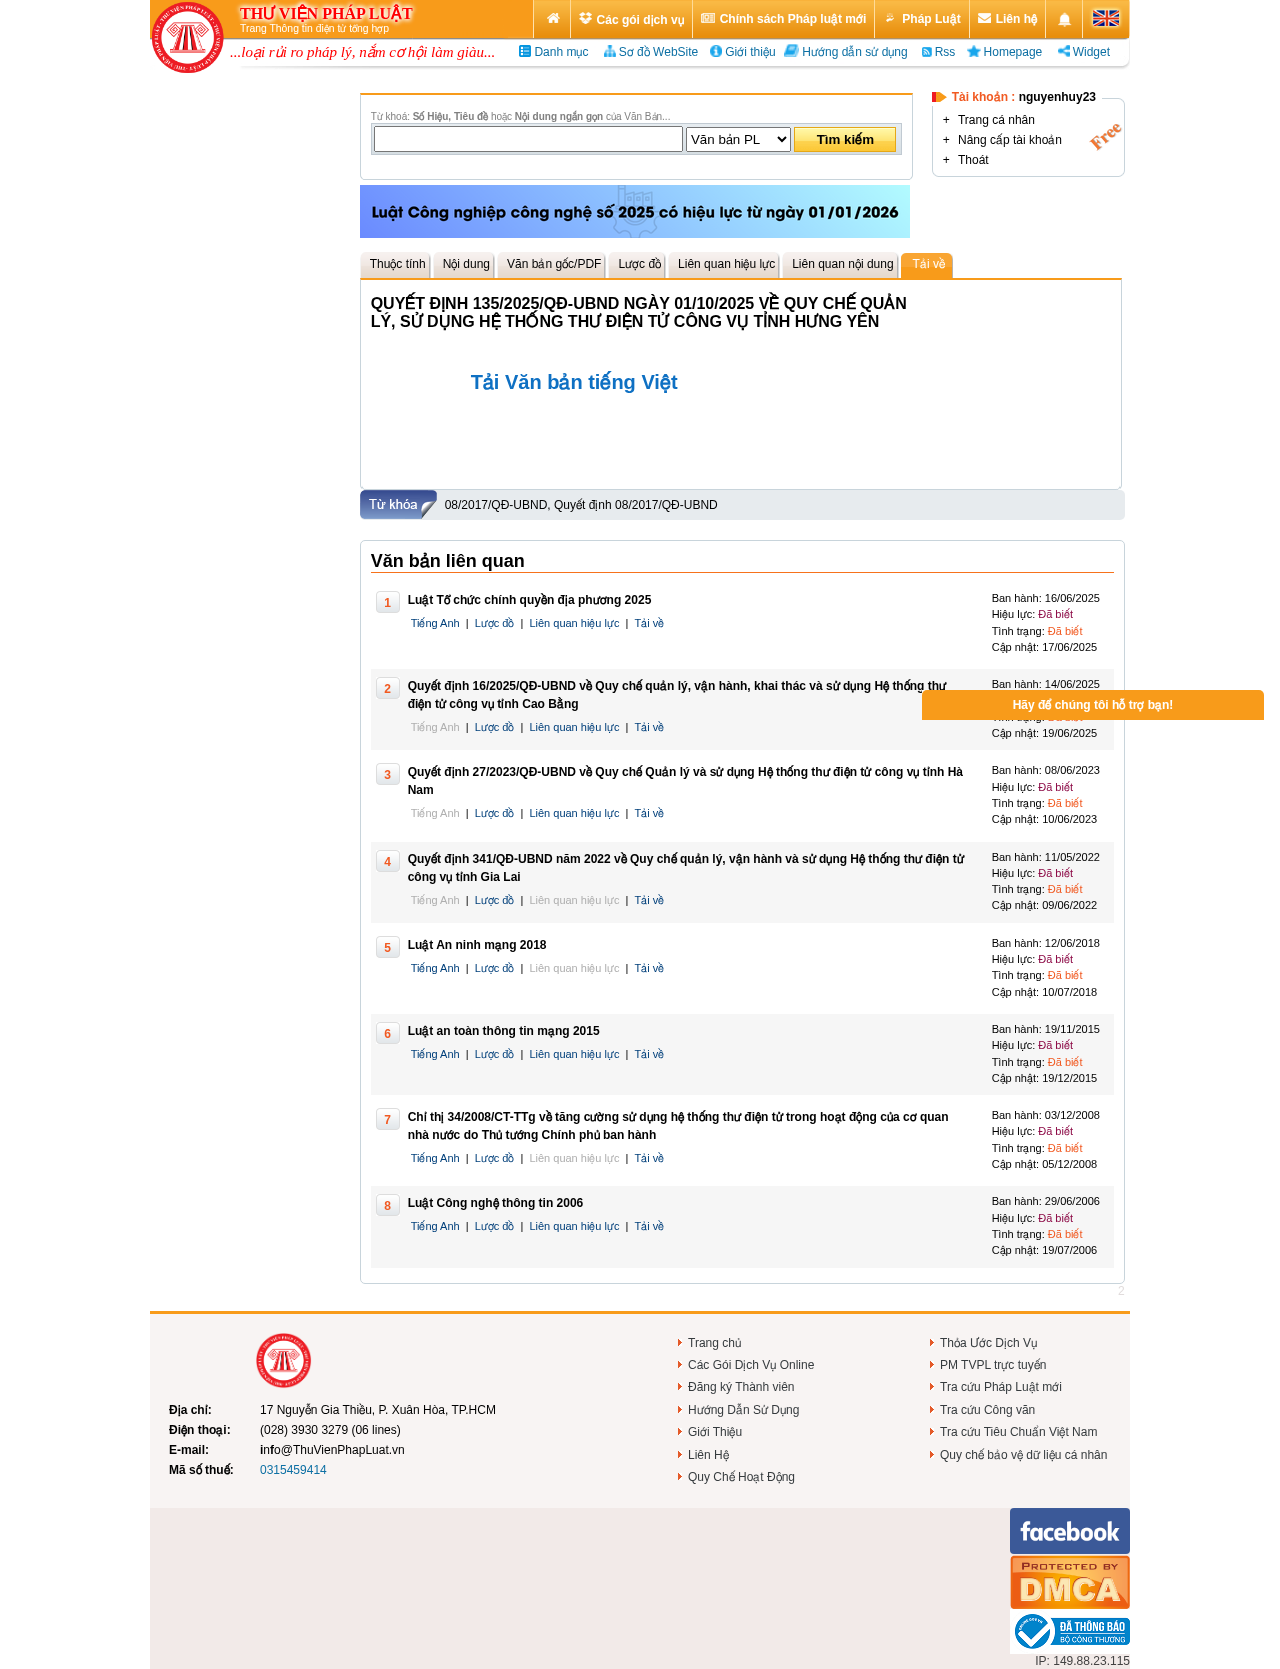 THƯ VIỆN PHÁP LUẬT
Trang Thông tin điện tử tổng hợp
...loại rủi ro pháp lý, nắm cơ hội làm giàu...
Các gói dịch vụ
Chính sách Pháp luật mới
Pháp Luật
Liên hệ
Danh mục
Sơ đồ WebSite
Giới thiệu
Hướng dẫn sử dụng
Rss
Homepage
Widget
Từ khoá: Số Hiệu, Tiêu đề hoặc Nội dung ngắn gọn của Văn Bản...
Văn bản PL
Tìm kiếm
Tài khoản : nguyenhuy23
+ Trang cá nhân
+ Nâng cấp tài khoản
+ Thoát
Free
Luật Công nghiệp công nghệ số 2025 có hiệu lực từ ngày 01/01/2026
Thuộc tính
Nội dung
Văn bản gốc/PDF
Lược đồ
Liên quan hiệu lực
Liên quan nội dung
Tải về
QUYẾT ĐỊNH 135/2025/QĐ-UBND NGÀY 01/10/2025 VỀ QUY CHẾ QUẢN
LÝ, SỬ DỤNG HỆ THỐNG THƯ ĐIỆN TỬ CÔNG VỤ TỈNH HƯNG YÊN
Tải Văn bản tiếng Việt
Từ khóa
08/2017/QĐ-UBND, Quyết định 08/2017/QĐ-UBND
Văn bản liên quan
1
Luật Tổ chức chính quyền địa phương 2025
Tiếng Anh | Lược đồ | Liên quan hiệu lực | Tải về
Ban hành: 16/06/2025
Hiệu lực: Đã biết
Tình trạng: Đã biết
Cập nhật: 17/06/2025
2
Quyết định 16/2025/QĐ-UBND về Quy chế quản lý, vận hành, khai thác và sử dụng Hệ thống thư
điện tử công vụ tỉnh Cao Bằng
Tiếng Anh | Lược đồ | Liên quan hiệu lực | Tải về
Ban hành: 14/06/2025
Hãy để chúng tôi hỗ trợ bạn!
Cập nhật: 19/06/2025
3
Quyết định 27/2023/QĐ-UBND về Quy chế Quản lý và sử dụng Hệ thống thư điện tử công vụ tỉnh Hà
Nam
Tiếng Anh | Lược đồ | Liên quan hiệu lực | Tải về
Ban hành: 08/06/2023
Hiệu lực: Đã biết
Tình trạng: Đã biết
Cập nhật: 10/06/2023
4
Quyết định 341/QĐ-UBND năm 2022 về Quy chế quản lý, vận hành và sử dụng Hệ thống thư điện tử
công vụ tỉnh Gia Lai
Tiếng Anh | Lược đồ | Liên quan hiệu lực | Tải về
Ban hành: 11/05/2022
Hiệu lực: Đã biết
Tình trạng: Đã biết
Cập nhật: 09/06/2022
5
Luật An ninh mạng 2018
Tiếng Anh | Lược đồ | Liên quan hiệu lực | Tải về
Ban hành: 12/06/2018
Hiệu lực: Đã biết
Tình trạng: Đã biết
Cập nhật: 10/07/2018
6
Luật an toàn thông tin mạng 2015
Tiếng Anh | Lược đồ | Liên quan hiệu lực | Tải về
Ban hành: 19/11/2015
Hiệu lực: Đã biết
Tình trạng: Đã biết
Cập nhật: 19/12/2015
7
Chỉ thị 34/2008/CT-TTg về tăng cường sử dụng hệ thống thư điện tử trong hoạt động của cơ quan
nhà nước do Thủ tướng Chính phủ ban hành
Tiếng Anh | Lược đồ | Liên quan hiệu lực | Tải về
Ban hành: 03/12/2008
Hiệu lực: Đã biết
Tình trạng: Đã biết
Cập nhật: 05/12/2008
8
Luật Công nghệ thông tin 2006
Tiếng Anh | Lược đồ | Liên quan hiệu lực | Tải về
Ban hành: 29/06/2006
Hiệu lực: Đã biết
Tình trạng: Đã biết
Cập nhật: 19/07/2006
2
Địa chỉ: 17 Nguyễn Gia Thiều, P. Xuân Hòa, TP.HCM
Điện thoại: (028) 3930 3279 (06 lines)
E-mail: info@ThuVienPhapLuat.vn
Mã số thuế: 0315459414
Trang chủ
Các Gói Dịch Vụ Online
Đăng ký Thành viên
Hướng Dẫn Sử Dụng
Giới Thiệu
Liên Hệ
Quy Chế Hoạt Động
Thỏa Ước Dịch Vụ
PM TVPL trực tuyến
Tra cứu Pháp Luật mới
Tra cứu Công văn
Tra cứu Tiêu Chuẩn Việt Nam
Quy chế bảo vệ dữ liệu cá nhân
facebook
PROTECTED BY
DMCA
ĐÃ THÔNG BÁO
BỘ CÔNG THƯƠNG
IP: 149.88.23.115